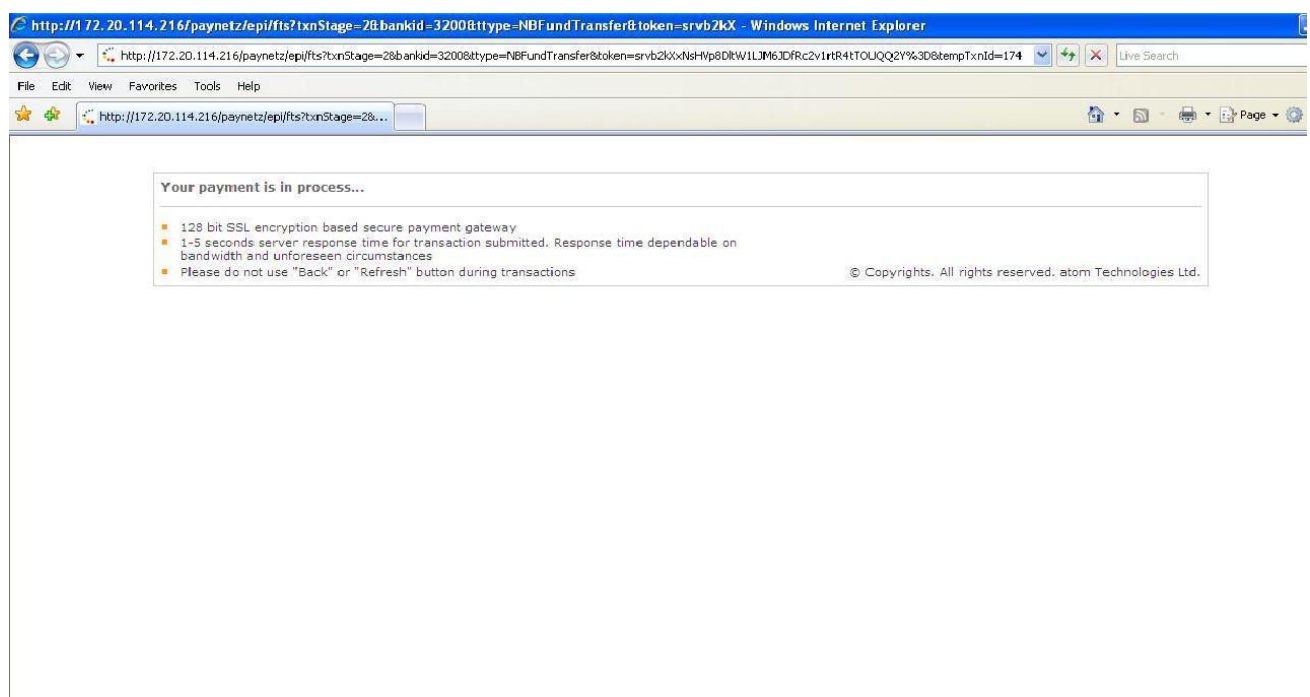 http://172.20.114.216/paynetz/epi/fts?txnStage=2&bankid=3200&ttype=NBFundTransfer&token=srvb2kX - Windows Internet Explorer
http://172.20.114.216/paynetz/epi/fts?txnStage=2&bankid=3200&ttype=NBFundTransfer&token=srvb2kXxNsHVp8DltW1LJM6JDfRc2v1rtR4tTOUQQ2Y%3D&tempTxnId=174 Live Search
File Edit View Favorites Tools Help
http://172.20.114.216/paynetz/epi/fts?txnStage=2&... Page
Your payment is in process...
128 bit SSL encryption based secure payment gateway
1-5 seconds server response time for transaction submitted. Response time dependable on
bandwidth and unforeseen circumstances
Please do not use "Back" or "Refresh" button during transactions © Copyrights. All rights reserved. atom Technologies Ltd.